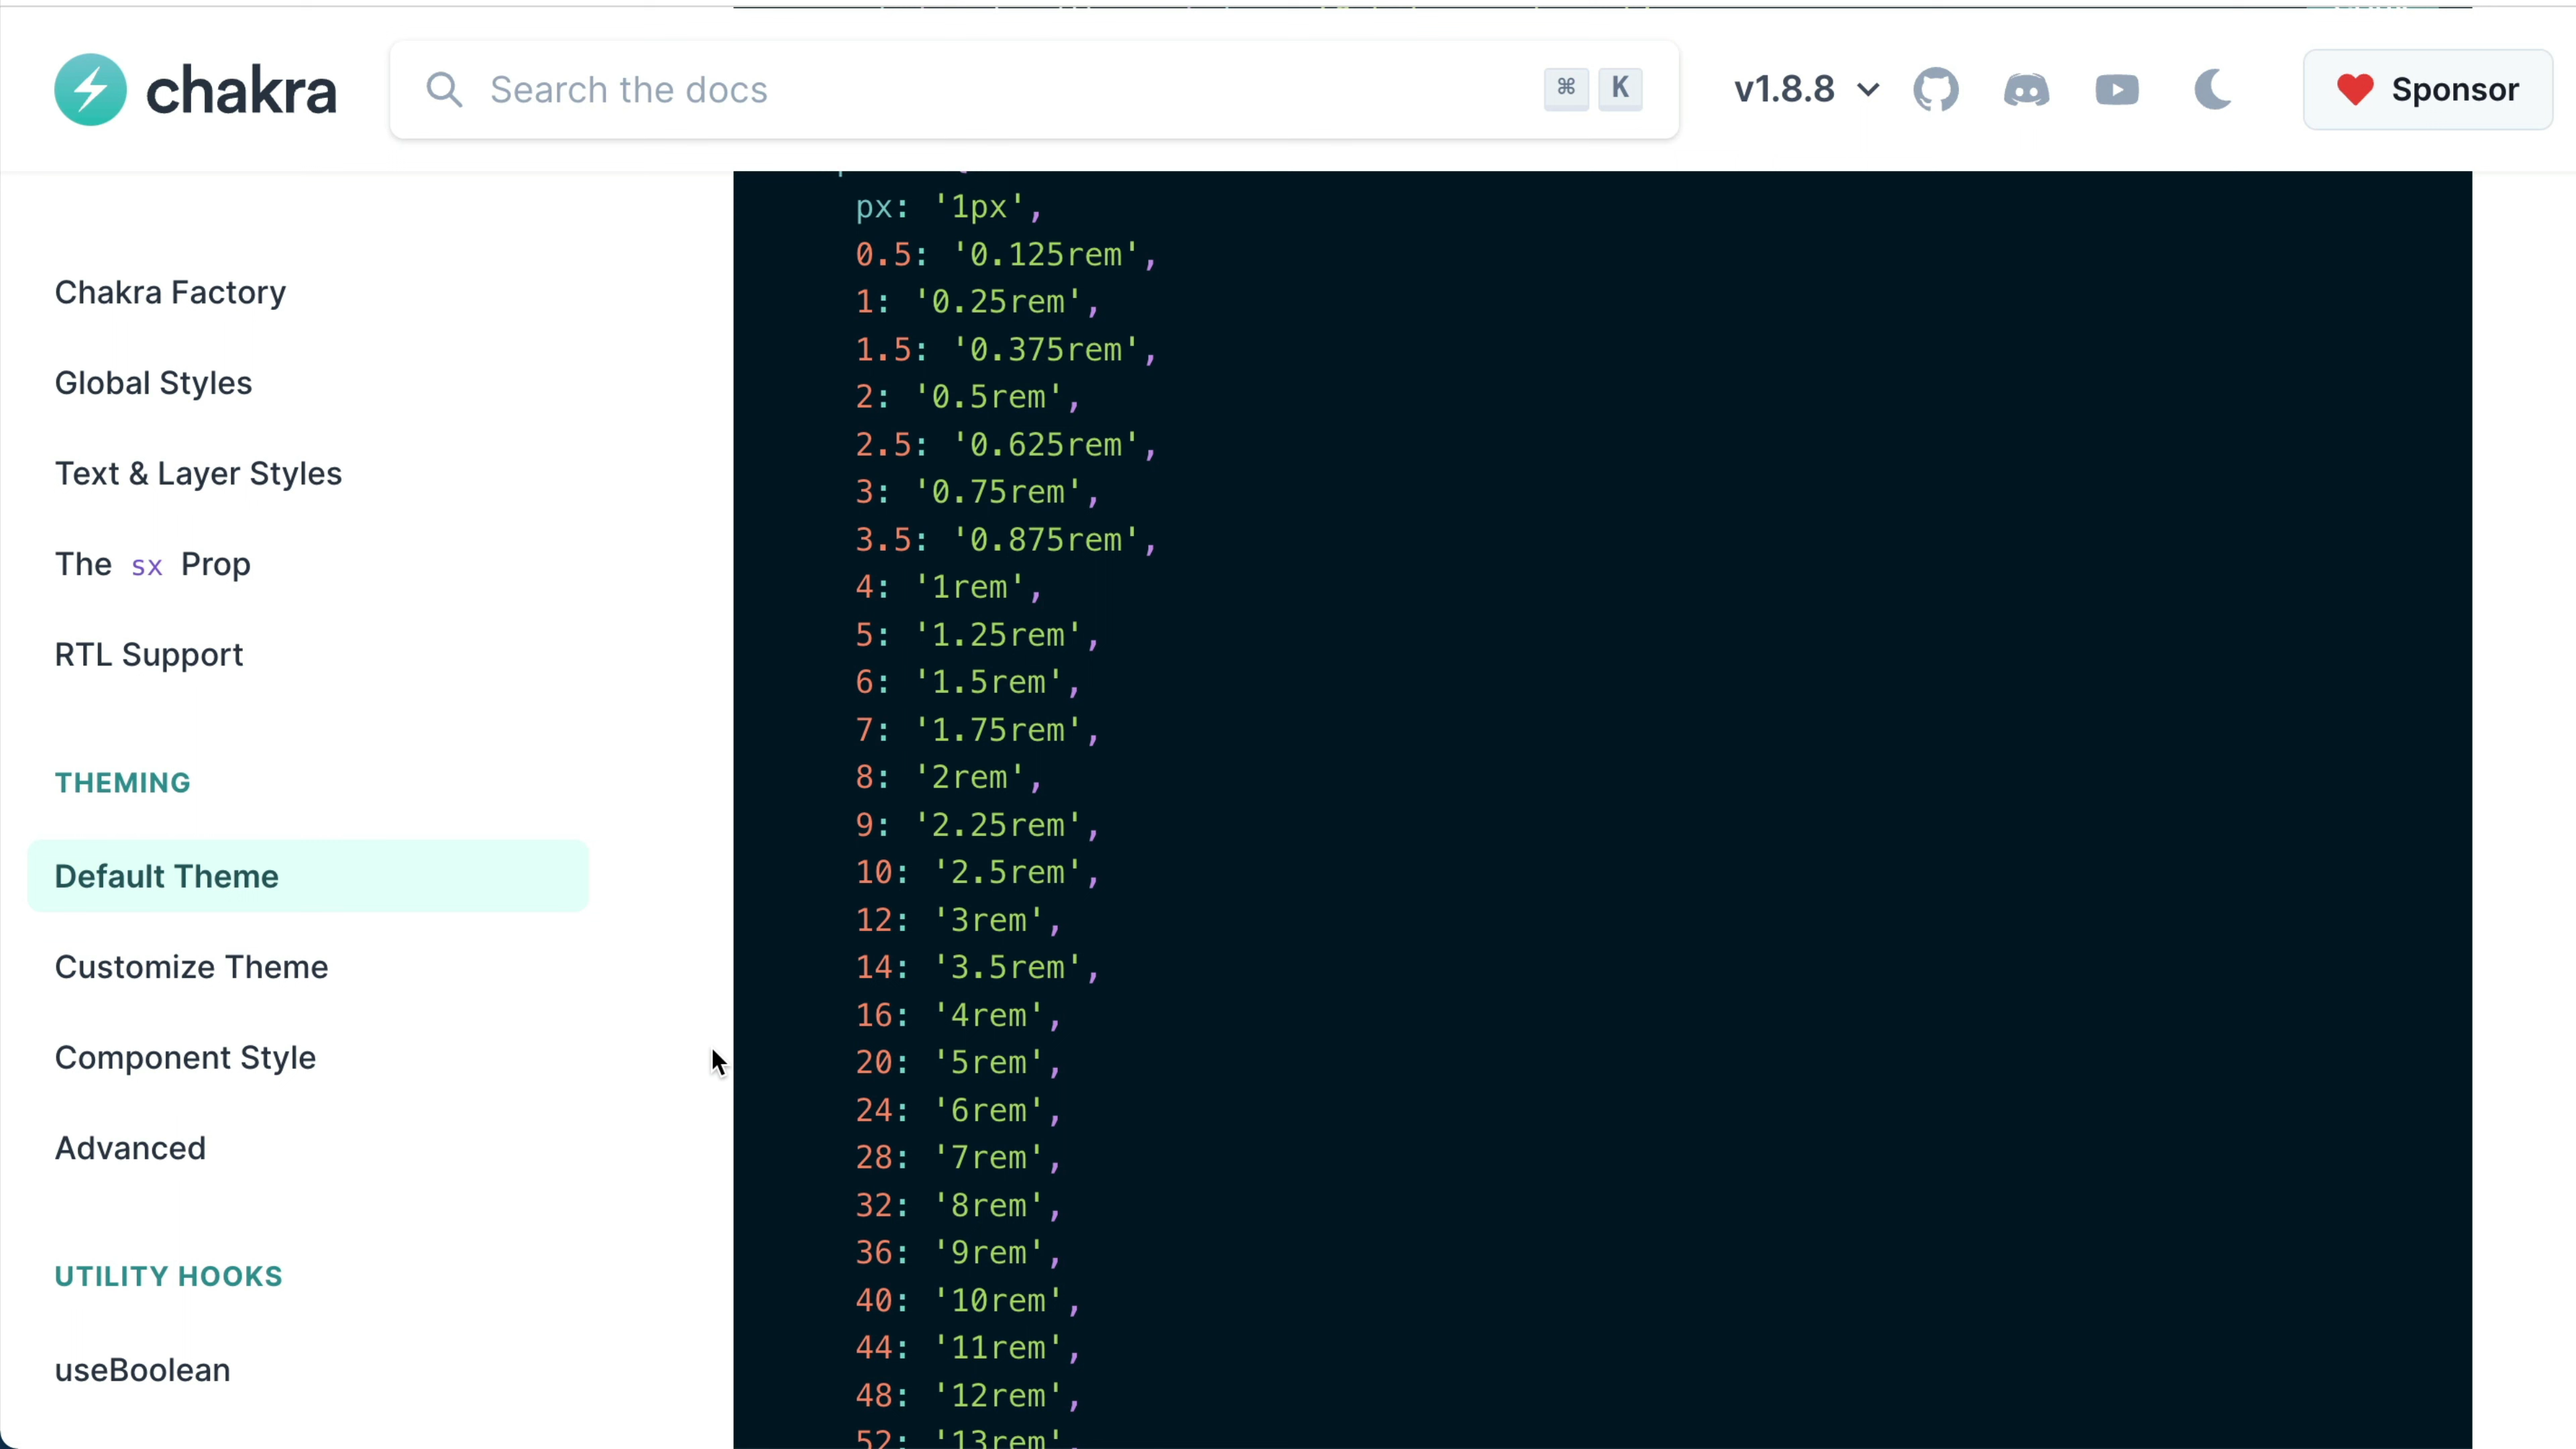 chakra
Search the docs
⌘ K
v1.8.8
Sponsor
Chakra Factory
Global Styles
Text & Layer Styles
The sx Prop
RTL Support
THEMING
Default Theme
Customize Theme
Component Style
Advanced
UTILITY HOOKS
useBoolean
px: '1px',
0.5: '0.125rem',
1: '0.25rem',
1.5: '0.375rem',
2: '0.5rem',
2.5: '0.625rem',
3: '0.75rem',
3.5: '0.875rem',
4: '1rem',
5: '1.25rem',
6: '1.5rem',
7: '1.75rem',
8: '2rem',
9: '2.25rem',
10: '2.5rem',
12: '3rem',
14: '3.5rem',
16: '4rem',
20: '5rem',
24: '6rem',
28: '7rem',
32: '8rem',
36: '9rem',
40: '10rem',
44: '11rem',
48: '12rem',
52: '13rem',